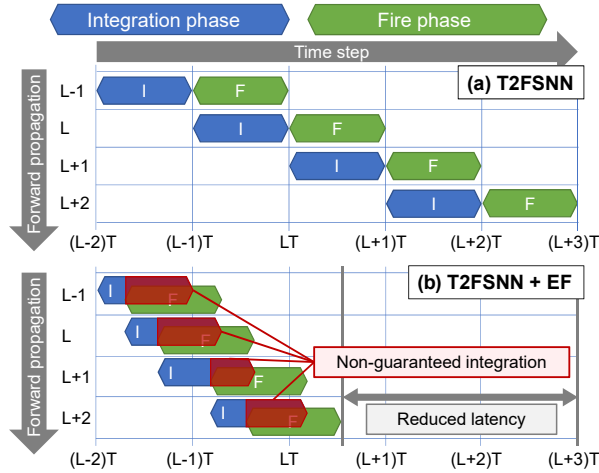 Integration phase
Fire phase
Time step
(a) T2FSNN
Forward propagation
L-1
I
F
L
I
F
L+1
I
F
L+2
I
F
(L-2)T
(L-1)T
LT
(L+1)T
(L+2)T
(L+3)T
(b) T2FSNN + EF
Forward propagation
L-1
I
F
L
I
F
Non-guaranteed integration
L+1
I
F
L+2
I
F
Reduced latency
(L-2)T
(L-1)T
LT
(L+1)T
(L+2)T
(L+3)T